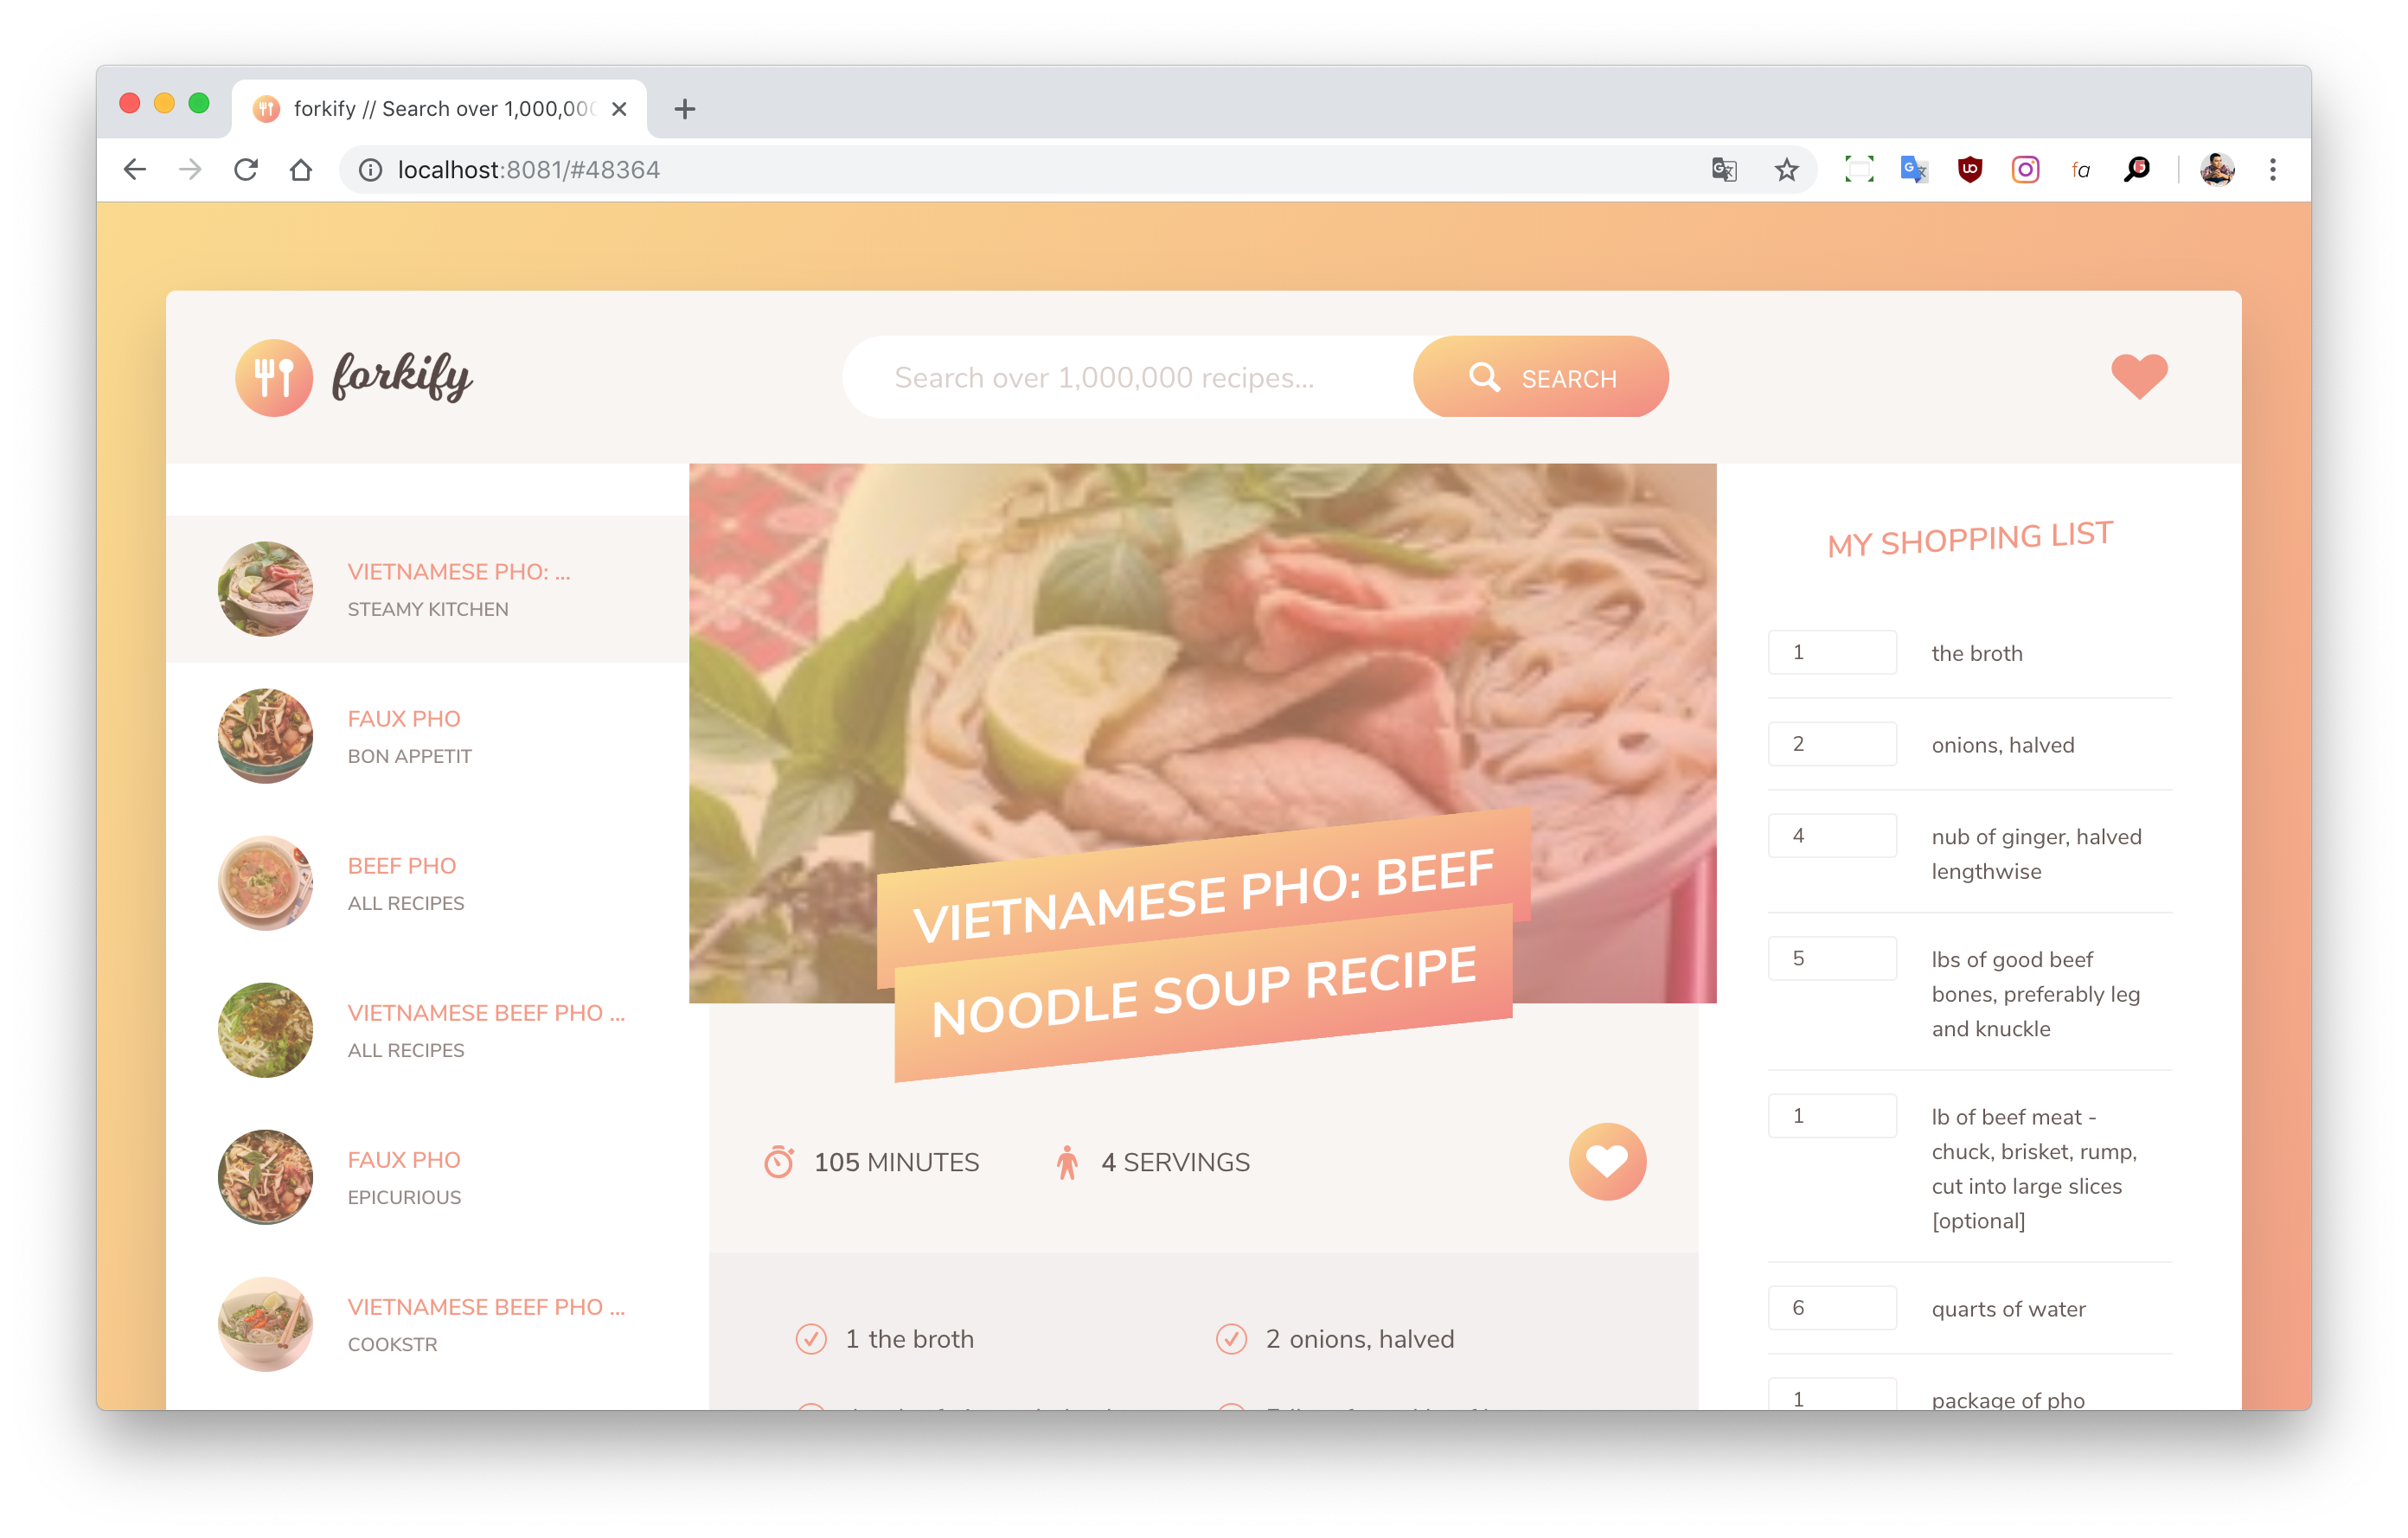 forkify // Search over 1,000,000
localhost:8081/#48364
forkify
Search over 1,000,000 recipes...
SEARCH
VIETNAMESE PHO: ...
STEAMY KITCHEN
FAUX PHO
BON APPETIT
BEEF PHO
ALL RECIPES
VIETNAMESE BEEF PHO ...
ALL RECIPES
FAUX PHO
EPICURIOUS
VIETNAMESE BEEF PHO ...
COOKSTR
VIETNAMESE PHO: BEEF
NOODLE SOUP RECIPE
105 MINUTES
4 SERVINGS
1 the broth
2 onions, halved
MY SHOPPING LIST
1 the broth
2 onions, halved
4 nub of ginger, halved
lengthwise
5 lbs of good beef
bones, preferably leg
and knuckle
1 lb of beef meat -
chuck, brisket, rump,
cut into large slices
[optional]
6 quarts of water
1 package of pho